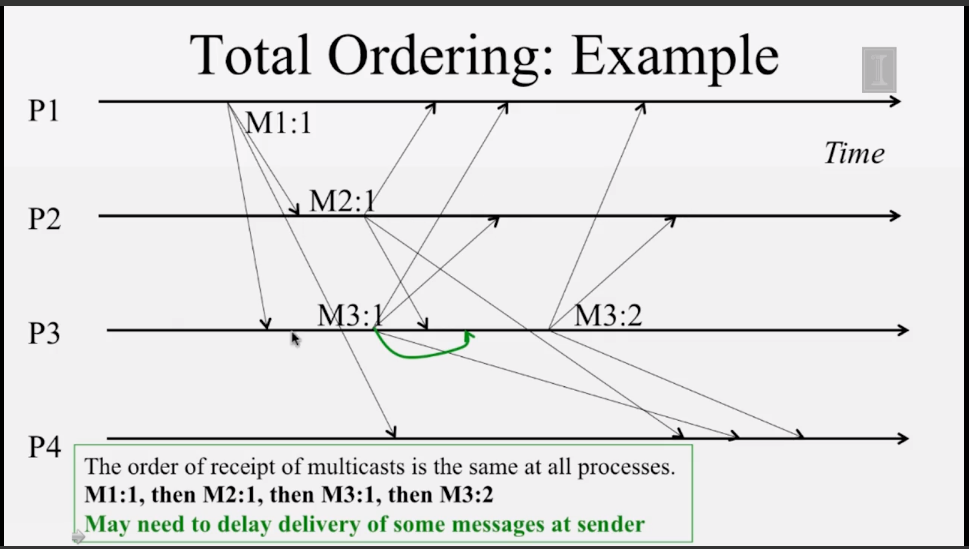 Total Ordering: Example
P1
M1:1
Time
M2:1
P2
M3:1
M3:2
P3
P4
The order of receipt of multicasts is the same at all processes.
M1:1, then M2:1, then M3:1, then M3:2
May need to delay delivery of some messages at sender